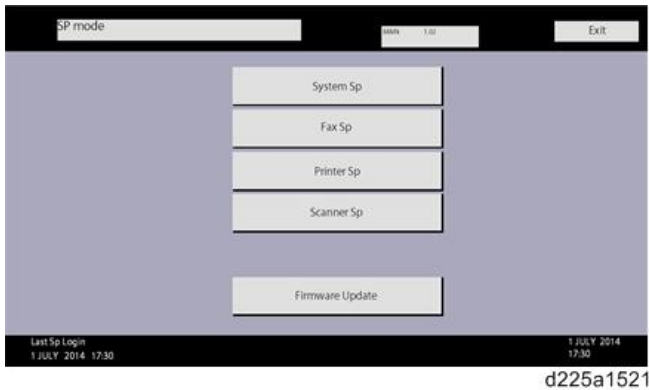 SP mode
MAIN 1.02
Exit
System Sp
Fax Sp
Printer Sp
Scanner Sp
Firmware Update
Last Sp Login
1 JULY 2014 17:30
1 JULY 2014
17:30
d225a1521